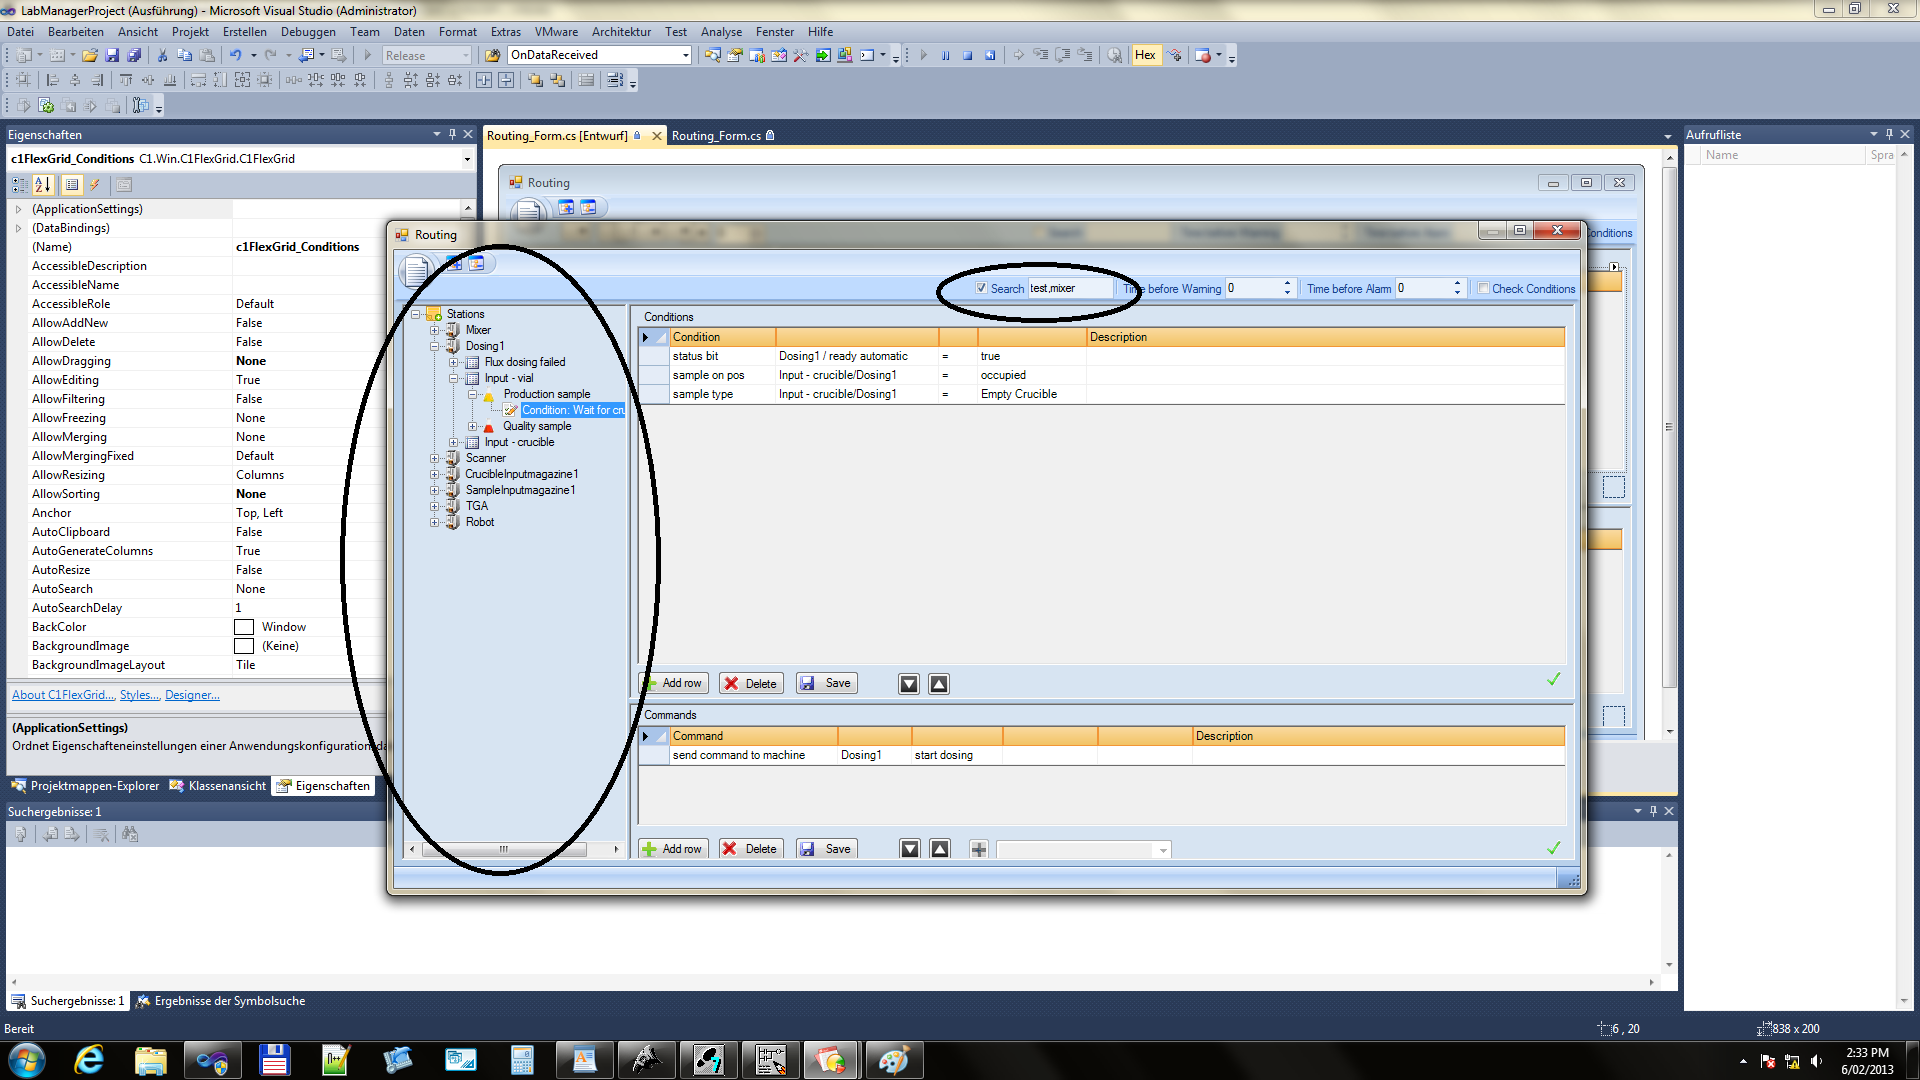 LabManagerProject (Ausführung) - Microsoft Visual Studio (Administrator)
Datei Bearbeiten Ansicht Projekt Erstellen Debuggen Team Daten Format Extras VMware Architektur Test Analyse Fenster Hilfe
Release OnDataReceived Hex
Eigenschaften
c1FlexGrid_Conditions C1.Win.C1FlexGrid.C1FlexGrid
(ApplicationSettings)
(DataBindings)
(Name) c1FlexGrid_Conditions
AccessibleDescription
AccessibleName
AccessibleRole Default
AllowAddNew False
AllowDelete False
AllowDragging None
AllowEditing True
AllowFiltering False
AllowFreezing None
AllowMerging None
AllowMergingFixed Default
AllowResizing Columns
AllowSorting None
Anchor Top, Left
AutoClipboard False
AutoGenerateColumns True
AutoResize False
AutoSearch None
AutoSearchDelay 1
BackColor Window
BackgroundImage (Keine)
BackgroundImageLayout Tile
About C1FlexGrid..., Styles..., Designer...
(ApplicationSettings)
Ordnet Eigenschafteneinstellungen einer Anwendungskonfiguration
Projektmappen-Explorer Klassenansicht Eigenschaften
Routing_Form.cs [Entwurf] Routing_Form.cs
Routing
Conditions
Routing
Search test,mixer Time before Warning 0 Time before Alarm 0 Check Conditions
Stations
Mixer
Dosing1
Flux dosing failed
Input - vial
Production sample
Condition: Wait for cru
Quality sample
Input - crucible
Scanner
CrucibleInputmagazine1
SampleInputmagazine1
TGA
Robot
Conditions
Condition Description
status bit Dosing1 / ready automatic = true
sample on pos Input - crucible/Dosing1 = occupied
sample type Input - crucible/Dosing1 = Empty Crucible
Add row Delete Save
Commands
Command Description
send command to machine Dosing1 start dosing
Add row Delete Save
Aufrufliste
Name Spra
Suchergebnisse: 1
Suchergebnisse: 1 Ergebnisse der Symbolsuche
Bereit 6 , 20 838 x 200
2:33 PM
6/02/2013